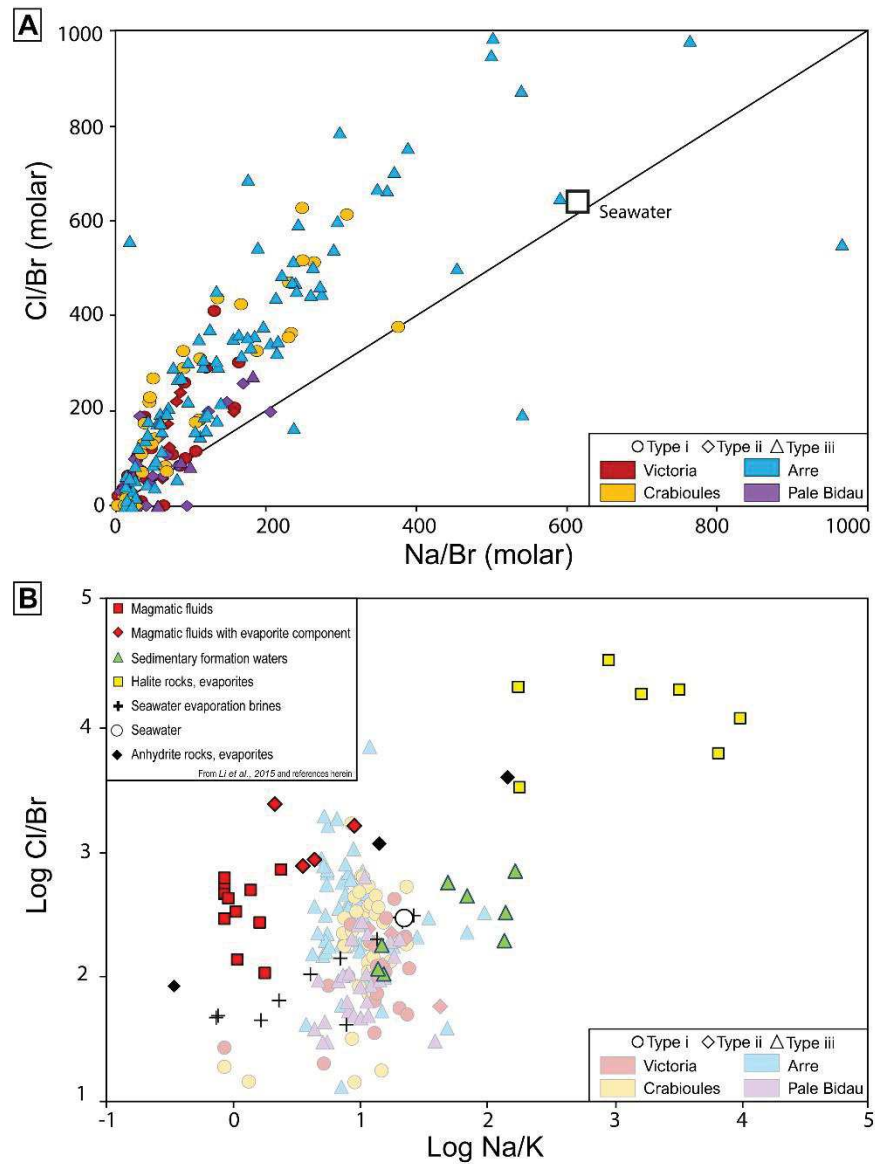 A
1000
800
600
400
200
0
Cl/Br (molar)
Seawater
Type i Type ii Type iii
Victoria Arre
Crabioules Pale Bidau
0 200 400 600 800 1000
Na/Br (molar)
B
5
4
3
2
1
Log Cl/Br
Magmatic fluids
Magmatic fluids with evaporite component
Sedimentary formation waters
Halite rocks, evaporites
Seawater evaporation brines
Seawater
Anhydrite rocks, evaporites
From Li et al., 2015 and references herein
Type i Type ii Type iii
Victoria Arre
Crabioules Pale Bidau
-1 0 1 2 3 4 5
Log Na/K